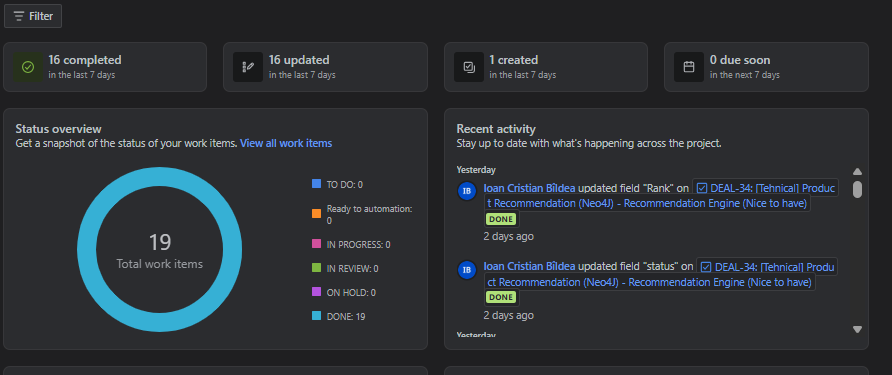 Filter
16 completed
in the last 7 days
16 updated
in the last 7 days
1 created
in the last 7 days
0 due soon
in the next 7 days
Status overview
Get a snapshot of the status of your work items. View all work items
19
Total work items
TO DO: 0
Ready to automation:
0
IN PROGRESS: 0
IN REVIEW: 0
ON HOLD: 0
DONE: 19
Recent activity
Stay up to date with what's happening across the project.
Yesterday
IB
Ioan Cristian Bîldea updated field "Rank" on DEAL-34: [Tehnical] Produc
t Recommendation (Neo4J) - Recommendation Engine (Nice to have)
DONE
2 days ago
IB
Ioan Cristian Bîldea updated field "status" on DEAL-34: [Tehnical] Produ
ct Recommendation (Neo4J) - Recommendation Engine (Nice to have)
DONE
2 days ago
Yesterday